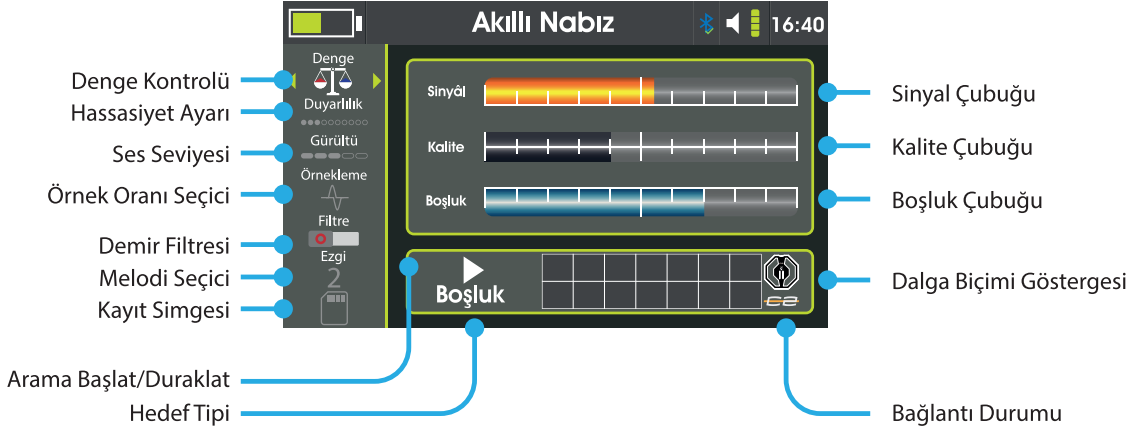 Akıllı Nabız
16:40
Denge
Duyarlılık
Gürültü
Örnekleme
Filtre
Ezgi
2
Sinyâl
Kalite
Boşluk
Boşluk
Denge Kontrolü
Hassasiyet Ayarı
Ses Seviyesi
Örnek Oranı Seçici
Demir Filtresi
Melodi Seçici
Kayıt Simgesi
Arama Başlat/Duraklat
Hedef Tipi
Sinyal Çubuğu
Kalite Çubuğu
Boşluk Çubuğu
Dalga Biçimi Göstergesi
Bağlantı Durumu